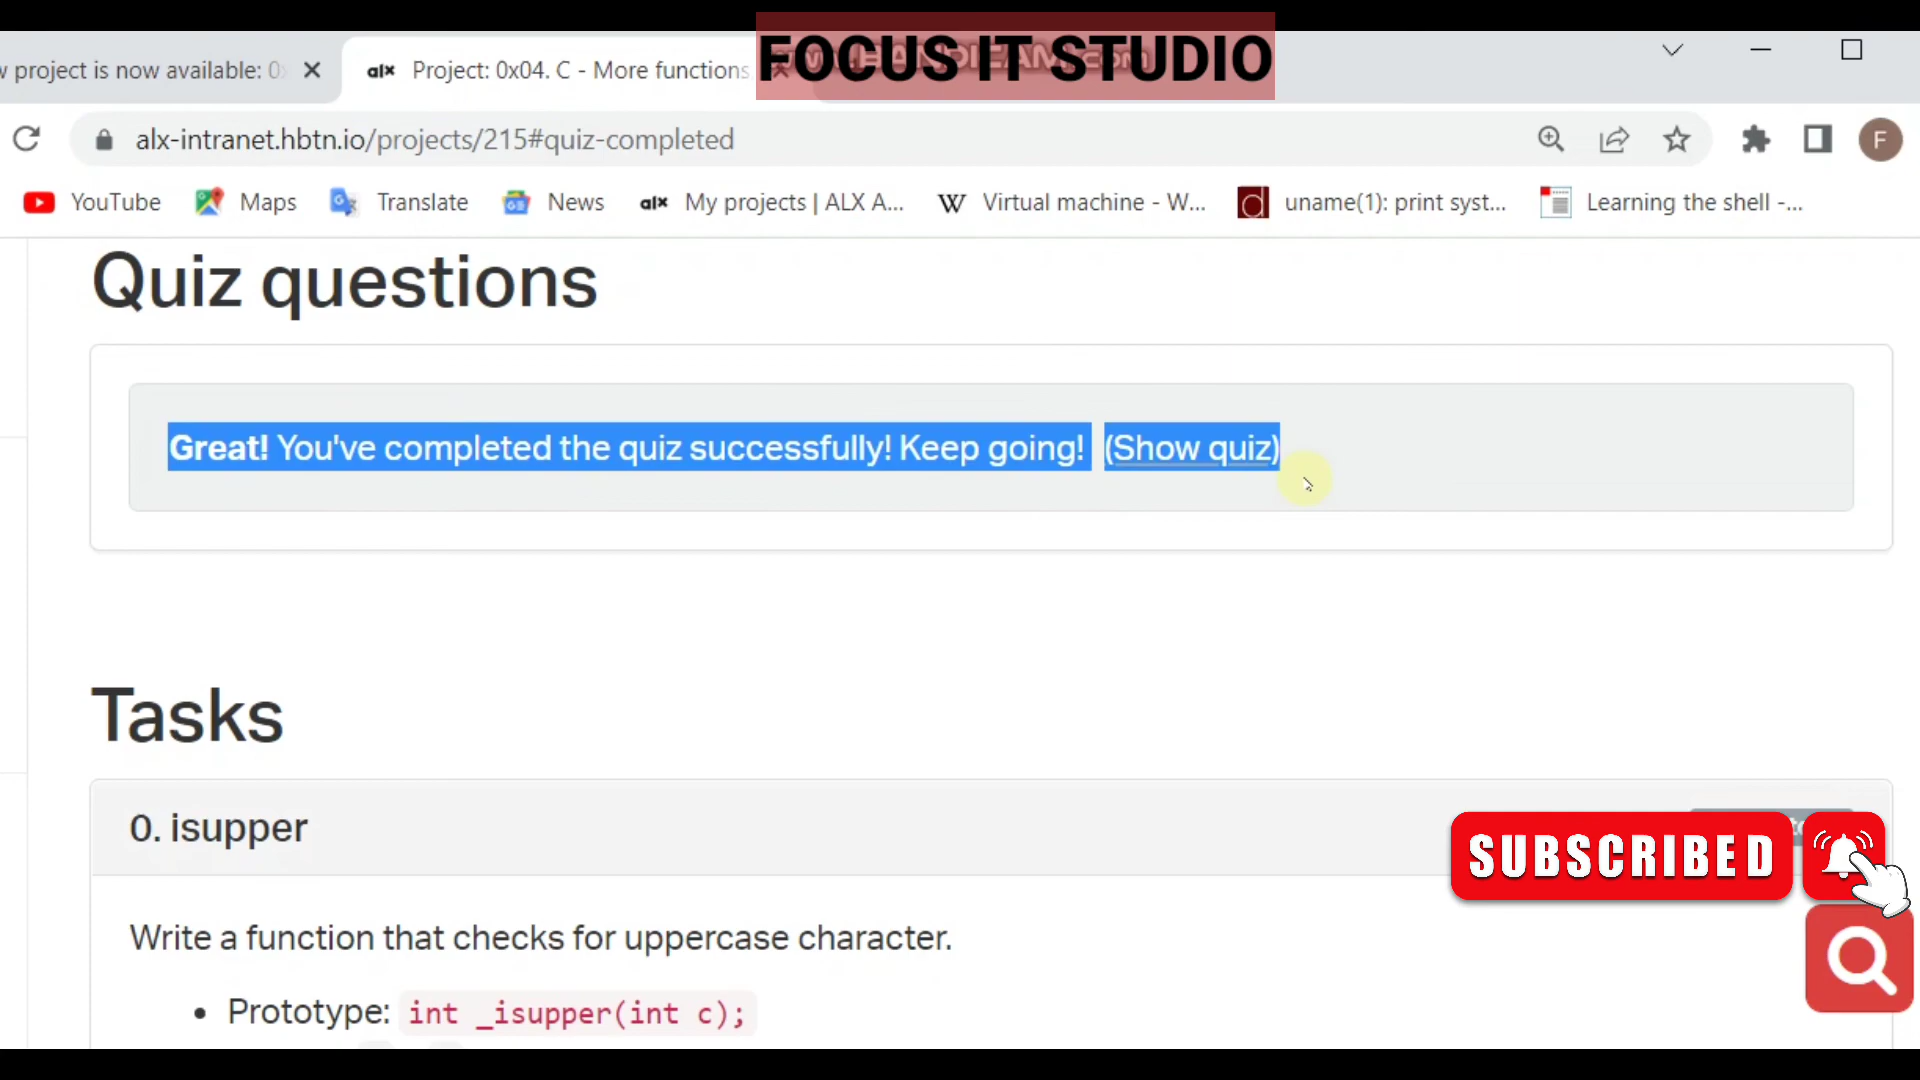 FOCUS IT STUDIO
project is now available: 0
alx Project: 0x04. C - More functions
alx-intranet.hbtn.io/projects/215#quiz-completed
F
YouTube Maps Translate News alx My projects | ALX A... W Virtual machine - W... uname(1): print syst... Learning the shell -...
Quiz questions
Great! You've completed the quiz successfully! Keep going! (Show quiz)
Tasks
0. isupper
SUBSCRIBED
Write a function that checks for uppercase character.
• Prototype: int _isupper(int c);